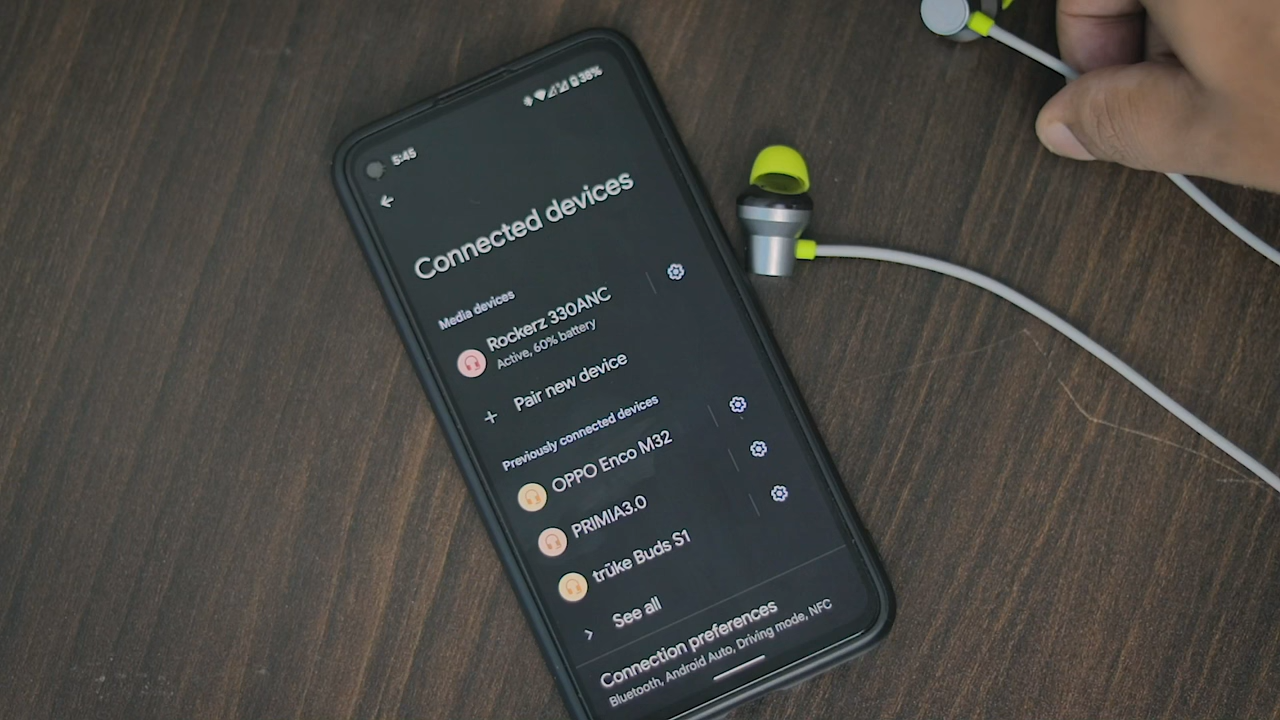 5:45
38%
Connected devices
Media devices
Rockerz 330ANC
Active, 60% battery
Pair new device
Previously connected devices
OPPO Enco M32
PRIMIA3.0
trüke Buds S1
See all
Connection preferences
Bluetooth, Android Auto, Driving mode, NFC